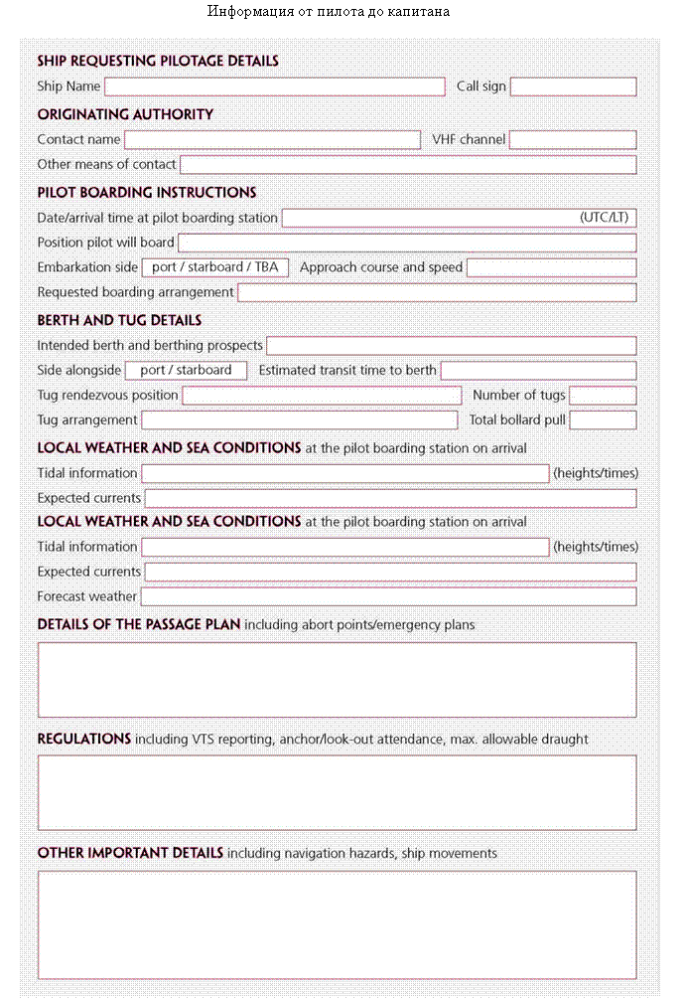 Информация от пилота до капитана
SHIP REQUESTING PILOTAGE DETAILS
Ship Name Call sign
ORIGINATING AUTHORITY
Contact name VHF channel
Other means of contact
PILOT BOARDING INSTRUCTIONS
Date/arrival time at pilot boarding station (UTC/LT)
Position pilot will board
Embarkation side port / starboard / TBA Approach course and speed
Requested boarding arrangement
BERTH AND TUG DETAILS
Intended berth and berthing prospects
Side alongside port / starboard Estimated transit time to berth
Tug rendezvous position Number of tugs
Tug arrangement Total bollard pull
LOCAL WEATHER AND SEA CONDITIONS at the pilot boarding station on arrival
Tidal information (heights/times)
Expected currents
LOCAL WEATHER AND SEA CONDITIONS at the pilot boarding station on arrival
Tidal information (heights/times)
Expected currents
Forecast weather
DETAILS OF THE PASSAGE PLAN including abort points/emergency plans
REGULATIONS including VTS reporting, anchor/look-out attendance, max. allowable draught
OTHER IMPORTANT DETAILS including navigation hazards, ship movements